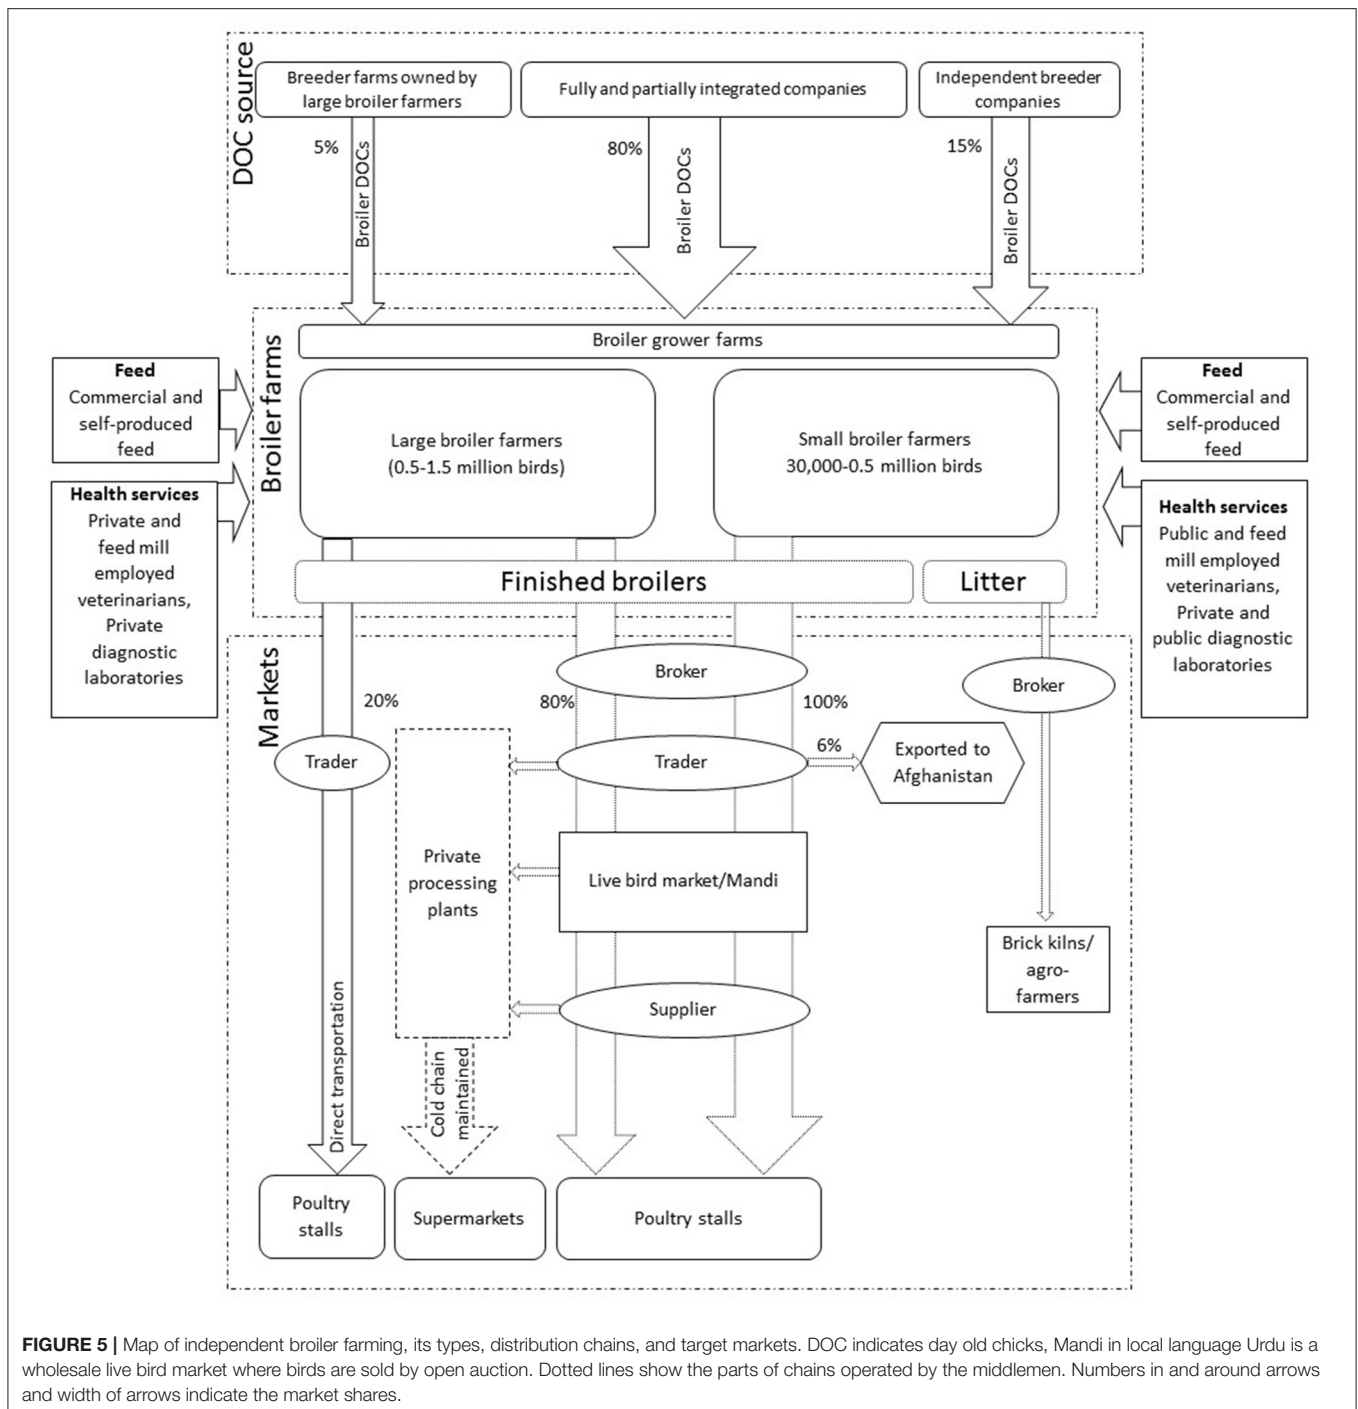 DOC source
Breeder farms owned by
large broiler farmers
Fully and partially integrated companies
Independent breeder
companies
5%
Broiler DOCs
80%
Broiler DOCs
15%
Broiler DOCs
Broiler farms
Broiler grower farms
Feed
Commercial and
self-produced
feed
Health services
Private and
feed mill
employed
veterinarians,
Private
diagnostic
laboratories
Large broiler farmers
(0.5-1.5 million birds)
Small broiler farmers
30,000-0.5 million birds
Feed
Commercial and
self-produced
feed
Health services
Public and feed
mill employed
veterinarians,
Private and
public diagnostic
laboratories
Finished broilers
Litter
Markets
20%
80%
Broker
100%
Broker
Trader
Trader
6%
Exported to
Afghanistan
Private
processing
plants
Live bird market/Mandi
Brick kilns/
agro-
farmers
Supplier
Direct transportation
Cold chain
maintained
Poultry
stalls
Supermarkets
Poultry stalls
FIGURE 5 | Map of independent broiler farming, its types, distribution chains, and target markets. DOC indicates day old chicks, Mandi in local language Urdu is a
wholesale live bird market where birds are sold by open auction. Dotted lines show the parts of chains operated by the middlemen. Numbers in and around arrows
and width of arrows indicate the market shares.